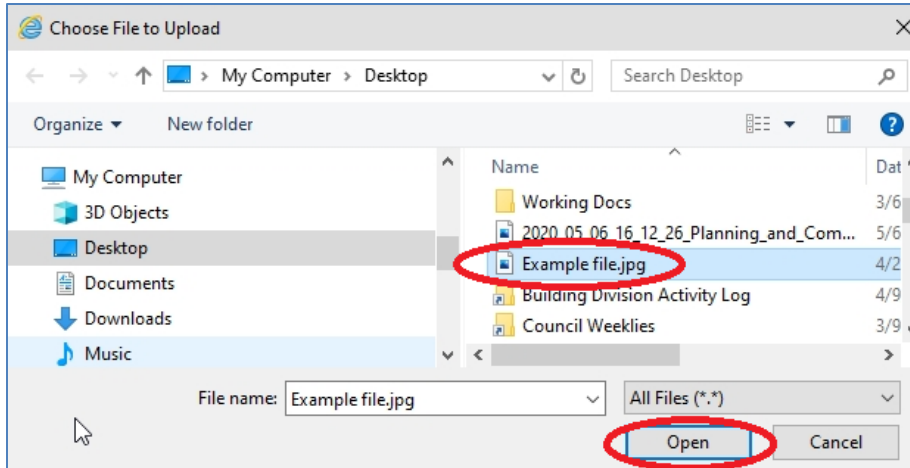 Choose File to Upload
My Computer > Desktop
Search Desktop
Organize
New folder
?
My Computer
3D Objects
Desktop
Documents
Downloads
Music
Name Dat
Working Docs 3/6
2020_05_06_16_12_26_Planning_and_Com... 5/6
Example file.jpg 4/2
Building Division Activity Log 4/9
Council Weeklies 3/9
File name: Example file.jpg All Files (*.*)
Open Cancel